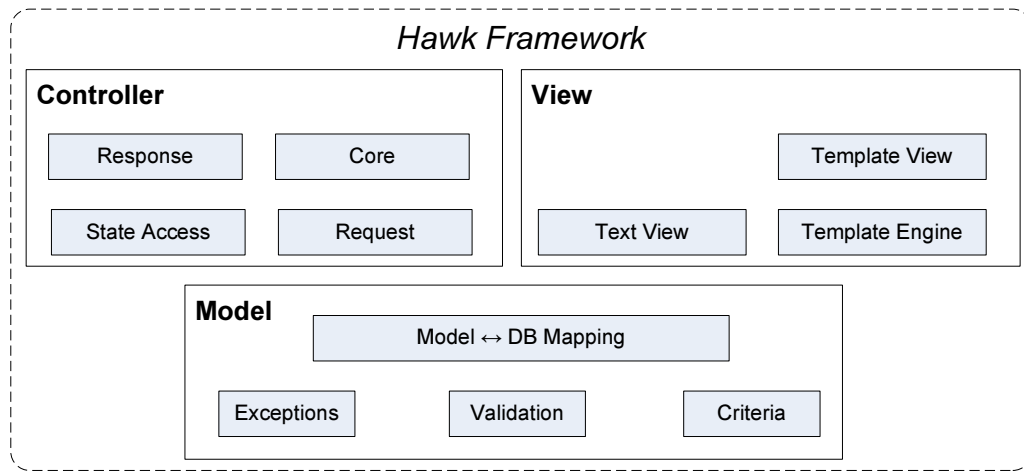 Hawk Framework
Controller
Response
Core
State Access
Request
View
Template View
Text View
Template Engine
Model
Model ↔ DB Mapping
Exceptions
Validation
Criteria